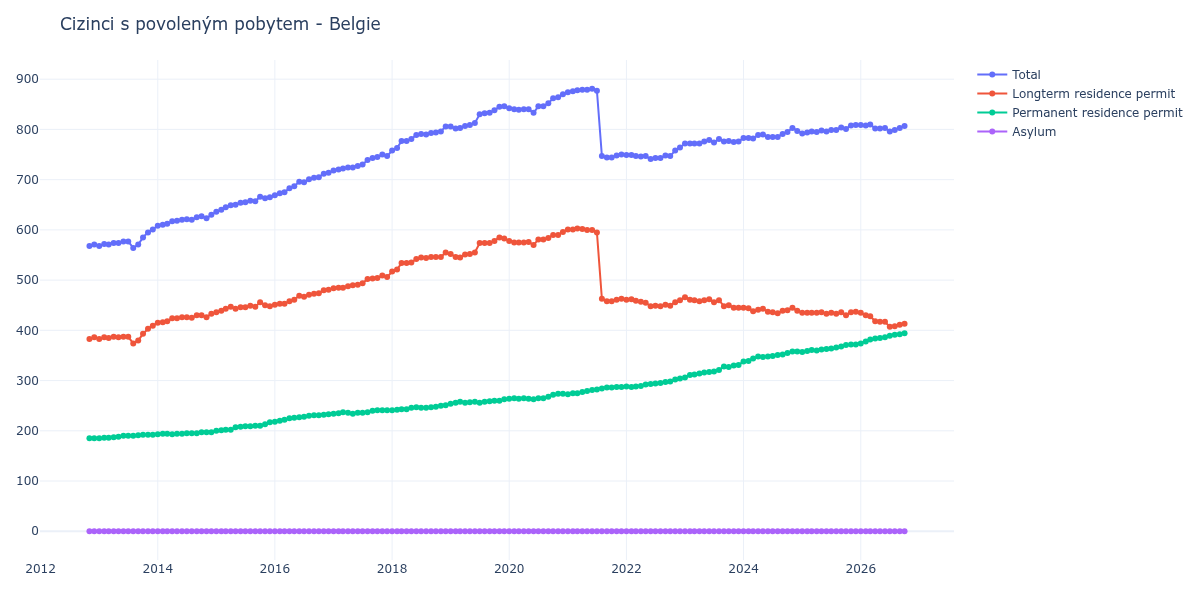 Cizinci s povoleným pobytem - Belgie
Total
Longterm residence permit
Permanent residence permit
Asylum
900
800
700
600
500
400
300
200
100
0
2012 2014 2016 2018 2020 2022 2024 2026